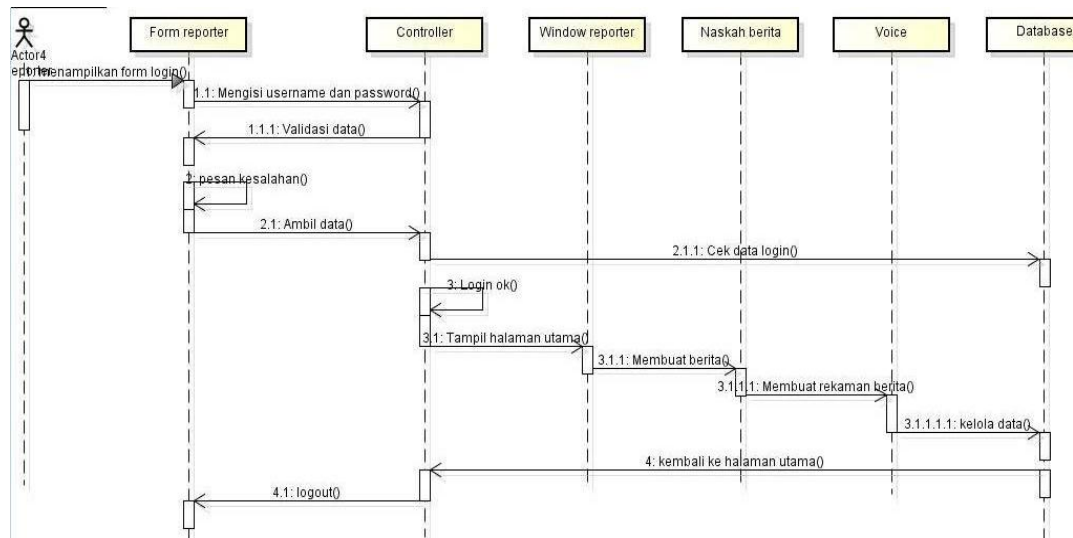 Form reporter
Controller
Window reporter
Naskah berita
Voice
Database
Actor4
eporter
1: menampilkan form login()
1.1: Mengisi username dan password()
1.1.1: Validasi data()
2: pesan kesalahan()
2.1: Ambil data()
2.1.1: Cek data login()
3: Login ok()
3.1: Tampil halaman utama()
3.1.1: Membuat berita()
3.1.1.1: Membuat rekaman berita()
3.1.1.1.1: kelola data()
4: kembali ke halaman utama()
4.1: logout()